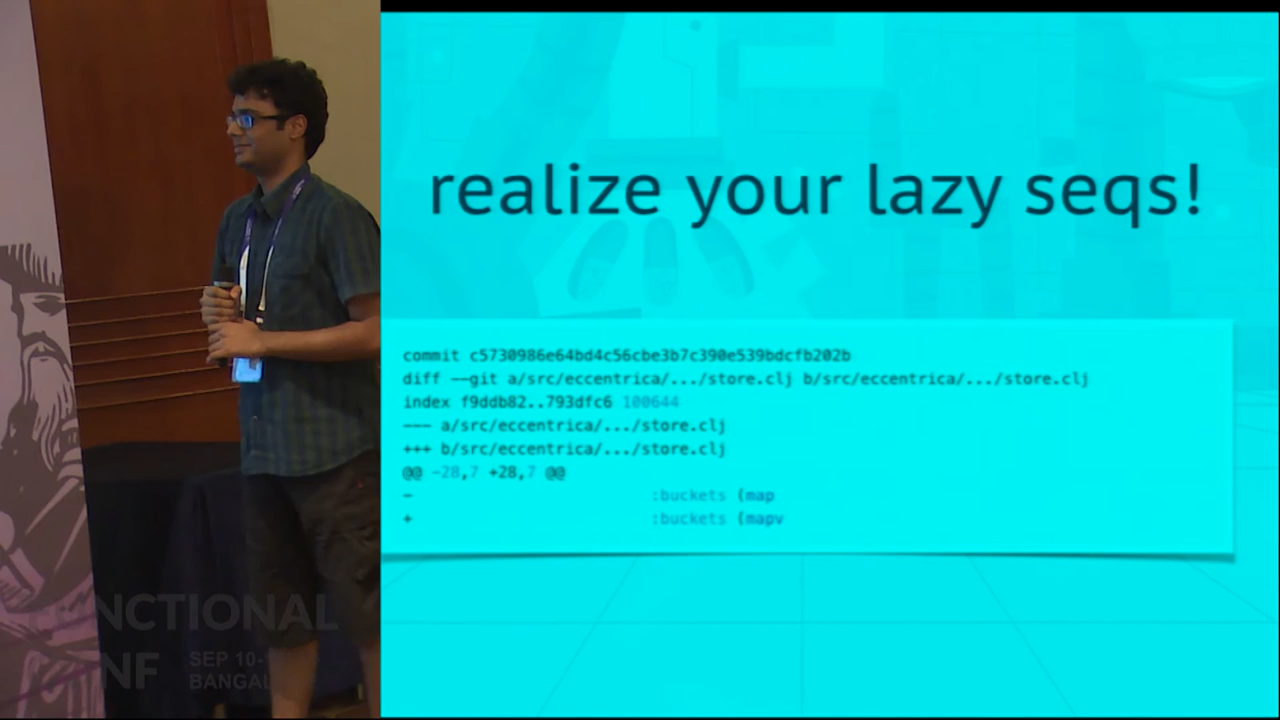 realize your lazy seqs!
commit c5730986e64bd4c56cbe3b7c390e539bdcfb202b
diff --git a/src/eccentrica/.../store.clj b/src/eccentrica/.../store.clj
index f9ddb82..793dfc6 100644
--- a/src/eccentrica/.../store.clj
+++ b/src/eccentrica/.../store.clj
@@ -28,7 +28,7 @@
- :buckets (map
+ :buckets (mapv
NCTIONAL
NF
SEP 10-
BANGAL